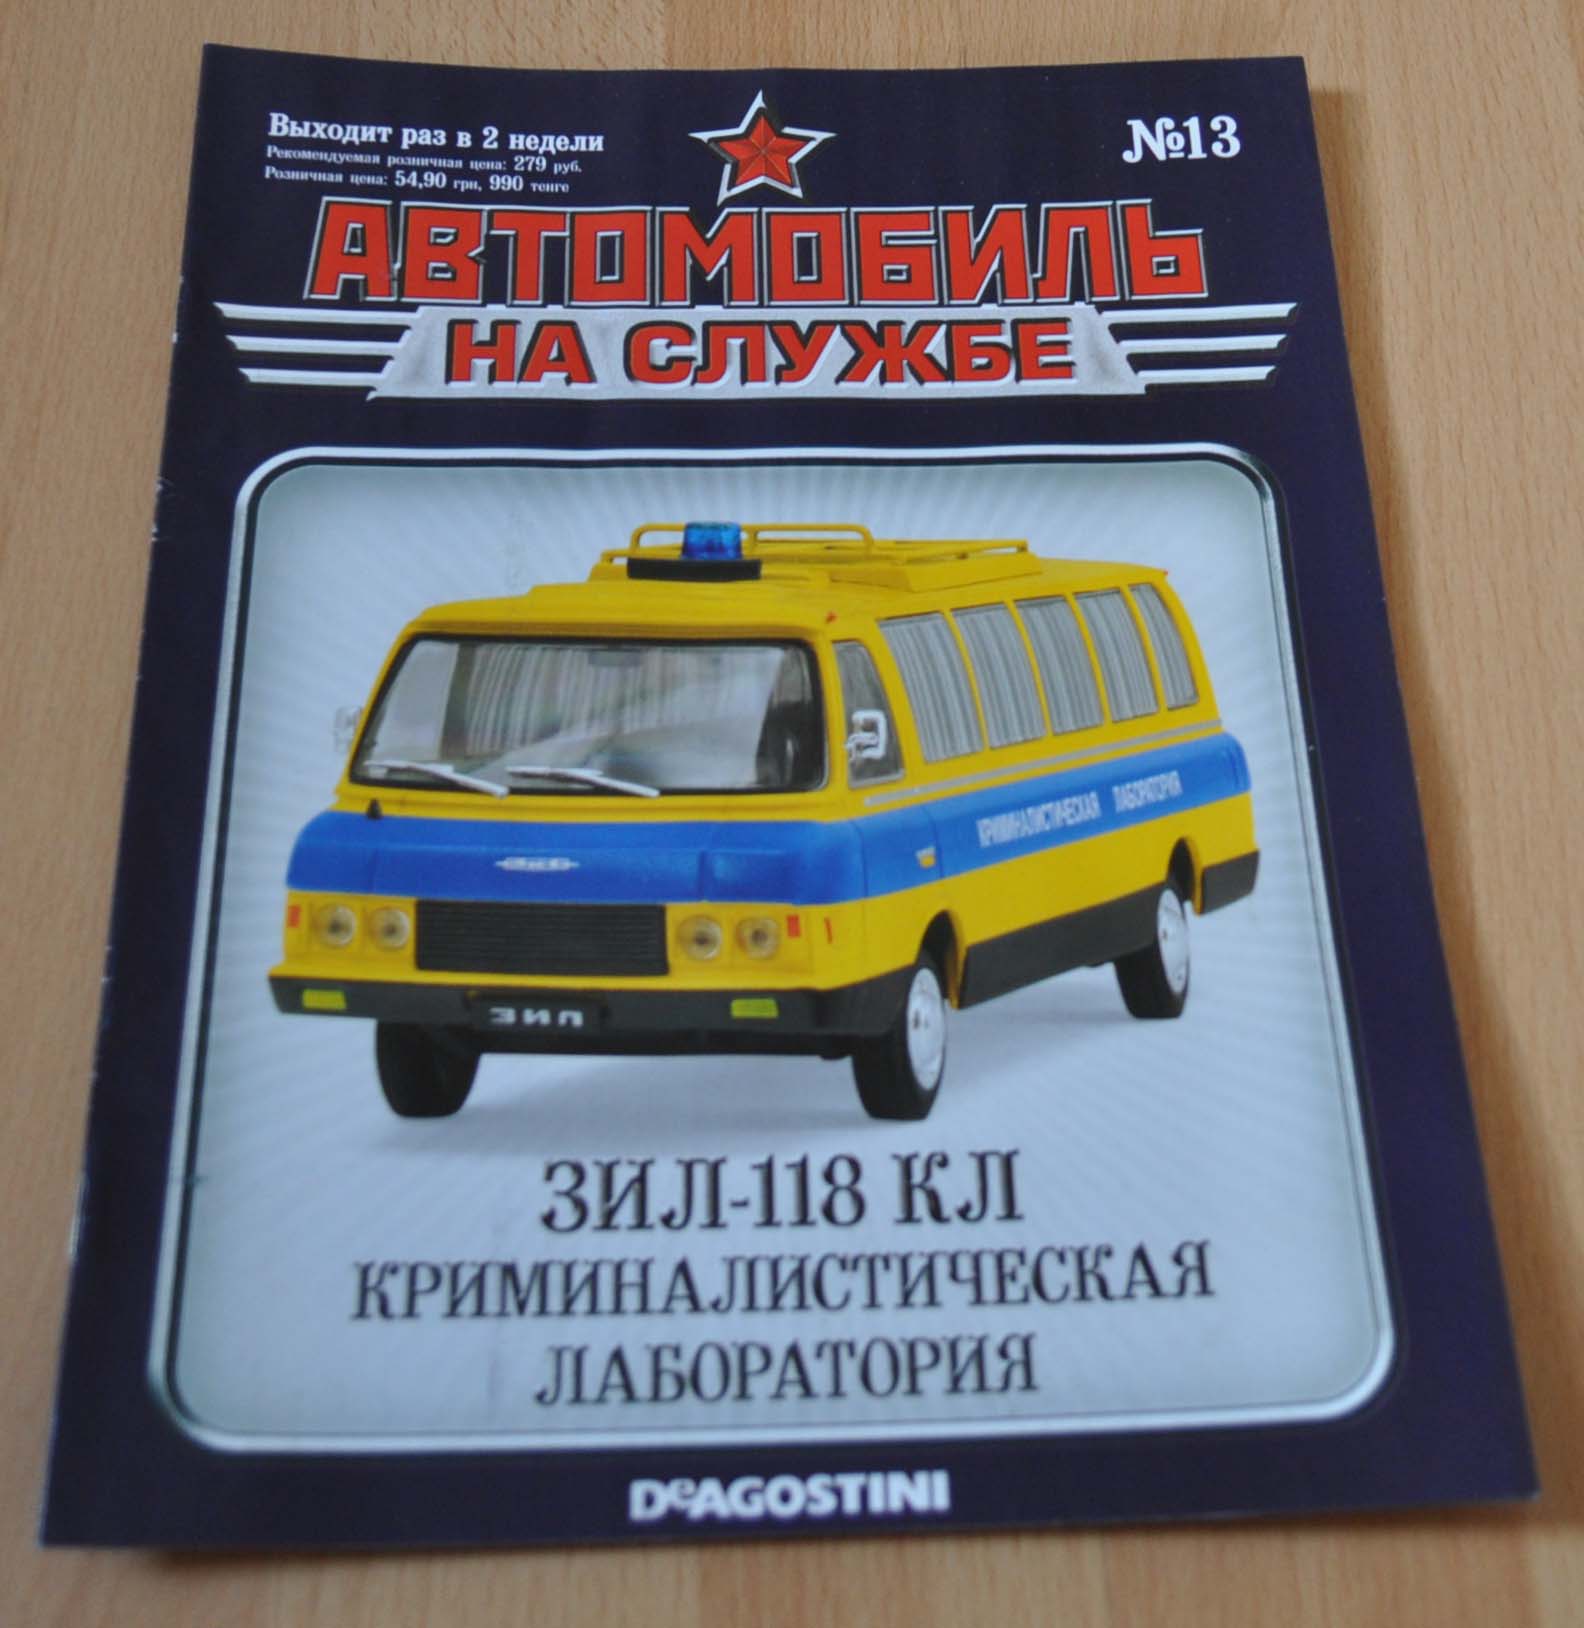 Выходит раз в 2 недели
Рекомендуемая розничная цена: 279 руб.
Розничная цена: 54,90 грн, 990 тенге
№13
АВТОМОБИЛЬ
НА СЛУЖБЕ
КРИМИНАЛИСТИЧЕСКАЯ ЛАБОРАТОРИЯ
ЗИЛ
ЗИЛ-118 КЛ
КРИМИНАЛИСТИЧЕСКАЯ
ЛАБОРАТОРИЯ
DeAGOSTINI